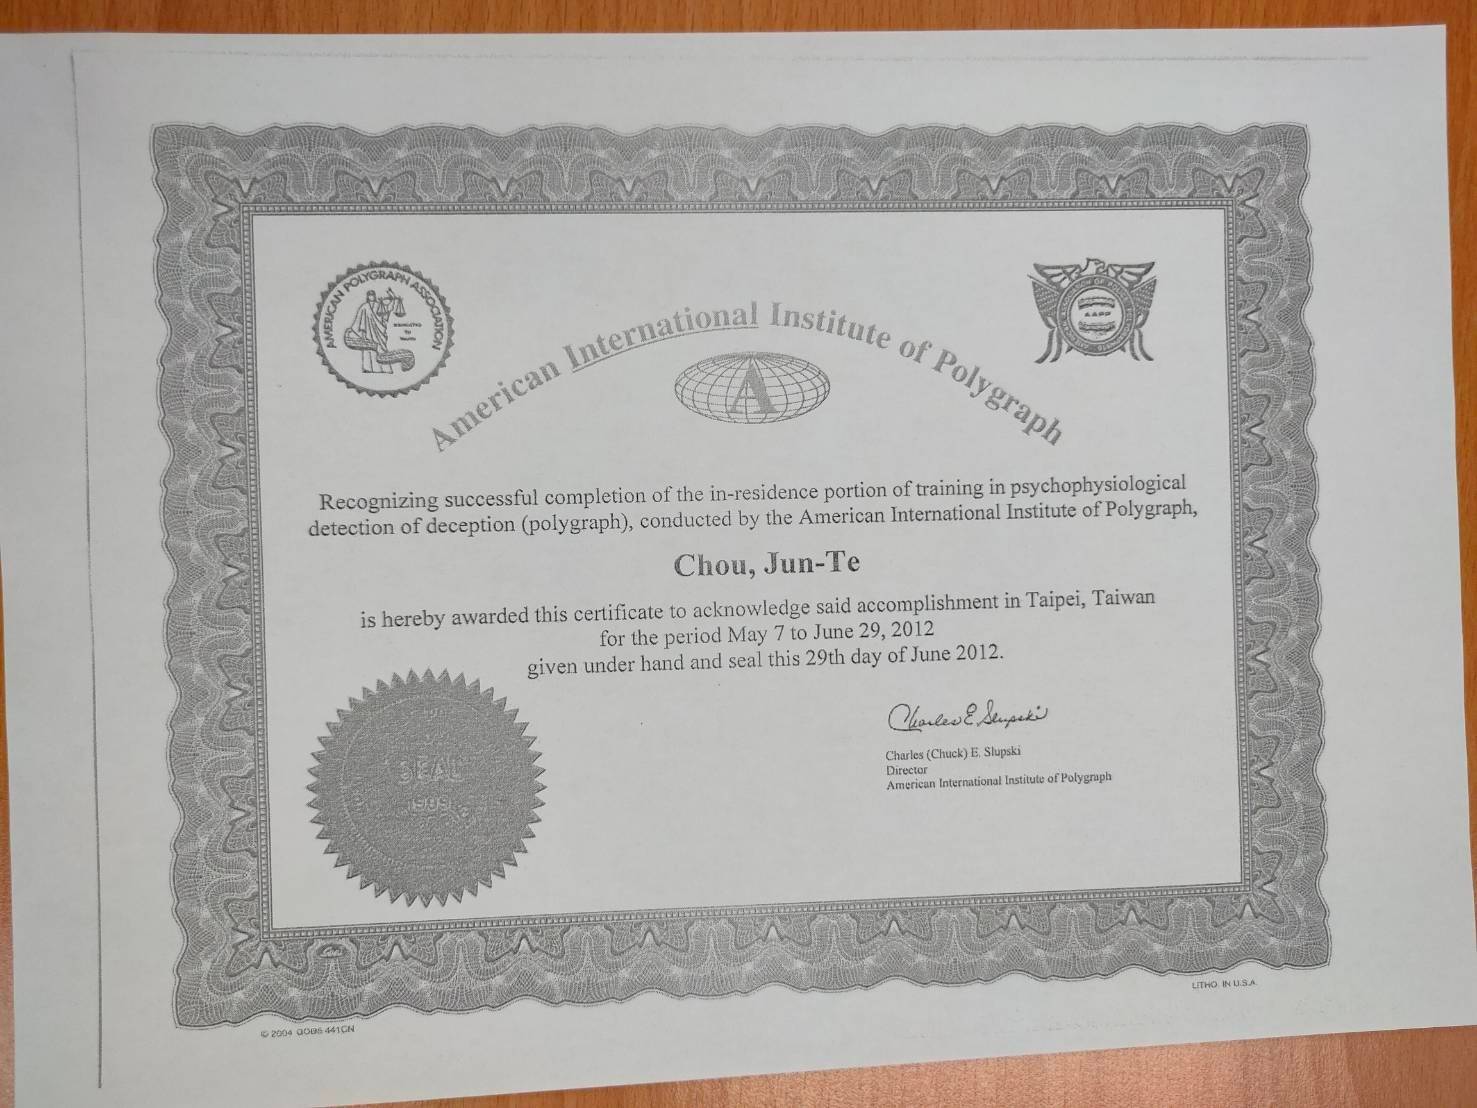 AMERICAN POLYGRAPH ASSOCIATION
DEDICATED
TO
TRUTH
AAPP
American International Institute of Polygraph
A
Recognizing successful completion of the in-residence portion of training in psychophysiological
detection of deception (polygraph), conducted by the American International Institute of Polygraph,
Chou, Jun-Te
is hereby awarded this certificate to acknowledge said accomplishment in Taipei, Taiwan
for the period May 7 to June 29, 2012
given under hand and seal this 29th day of June 2012.
Charles E. Slupski
Charles (Chuck) E. Slupski
Director
American International Institute of Polygraph
SEAL
© 2004 GOES 441CN
LITHO. IN U.S.A.